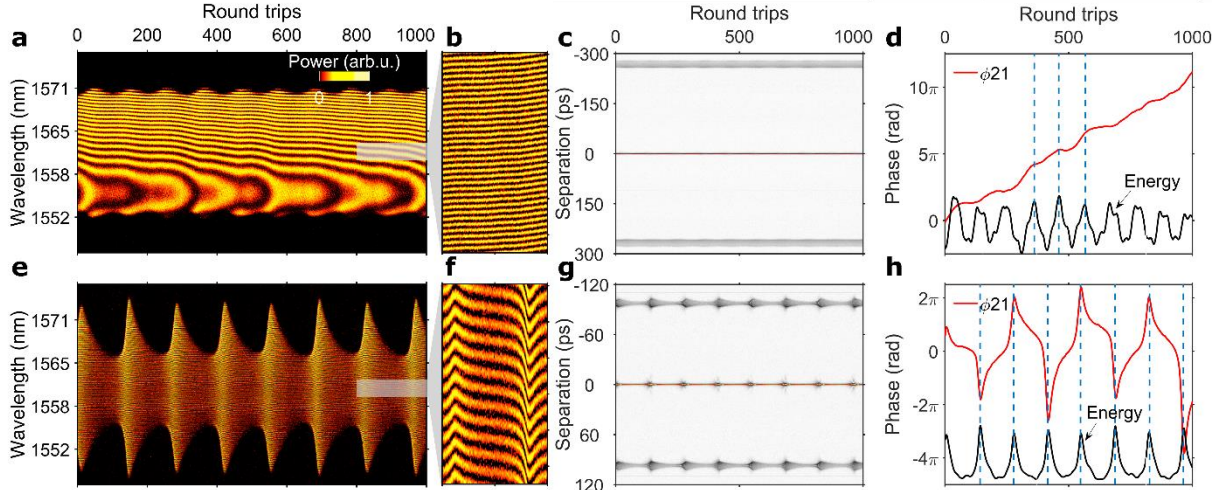 Round trips
Round trips
Round trips
a
0 200 400 600 800 1000
b
c
0 500 1000
d
0 500 1000
Power (arb.u.)
0 1
Wavelength (nm)
1571
1565
1558
1552
Separation (ps)
-300
-150
0
150
300
Phase (rad)
10π
5π
0
ϕ21
Energy
e
f
g
h
Wavelength (nm)
1571
1565
1558
1552
Separation (ps)
-120
-60
0
60
120
Phase (rad)
2π
0
-2π
-4π
ϕ21
Energy